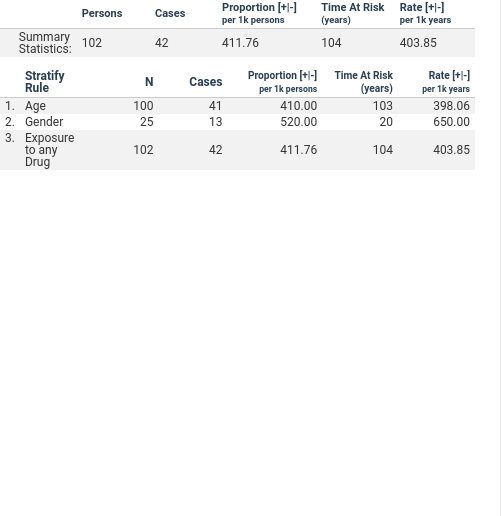 Persons Cases Proportion [+|-] Time At Risk Rate [+|-]
per 1k persons (years) per 1k years
Summary Statistics: 102 42 411.76 104 403.85
Stratify Rule N Cases Proportion [+|-] Time At Risk Rate [+|-]
per 1k persons (years) per 1k years
1. Age 100 41 410.00 103 398.06
2. Gender 25 13 520.00 20 650.00
3. Exposure to any Drug 102 42 411.76 104 403.85